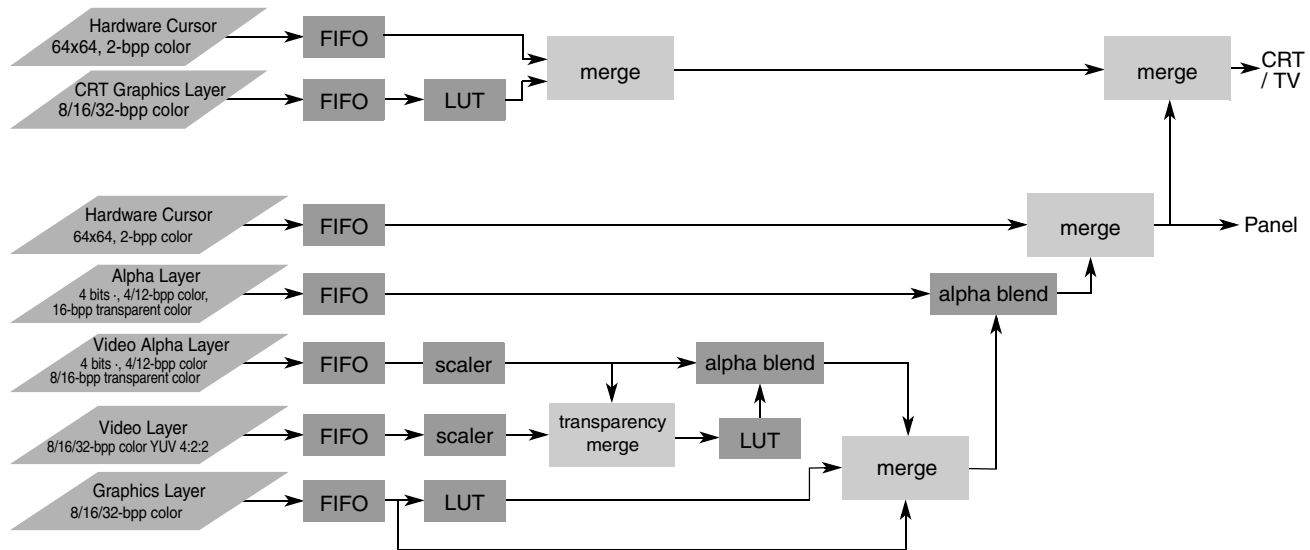 Hardware Cursor
64x64, 2-bpp color
FIFO
merge
merge
CRT
/ TV
CRT Graphics Layer
8/16/32-bpp color
FIFO
LUT
Hardware Cursor
64x64, 2-bpp color
FIFO
merge
Panel
Alpha Layer
4 bits ·, 4/12-bpp color,
16-bpp transparent color
FIFO
alpha blend
Video Alpha Layer
4 bits ·, 4/12-bpp color
8/16-bpp transparent color
FIFO
scaler
alpha blend
Video Layer
8/16/32-bpp color YUV 4:2:2
FIFO
scaler
transparency
merge
LUT
merge
Graphics Layer
8/16/32-bpp color
FIFO
LUT